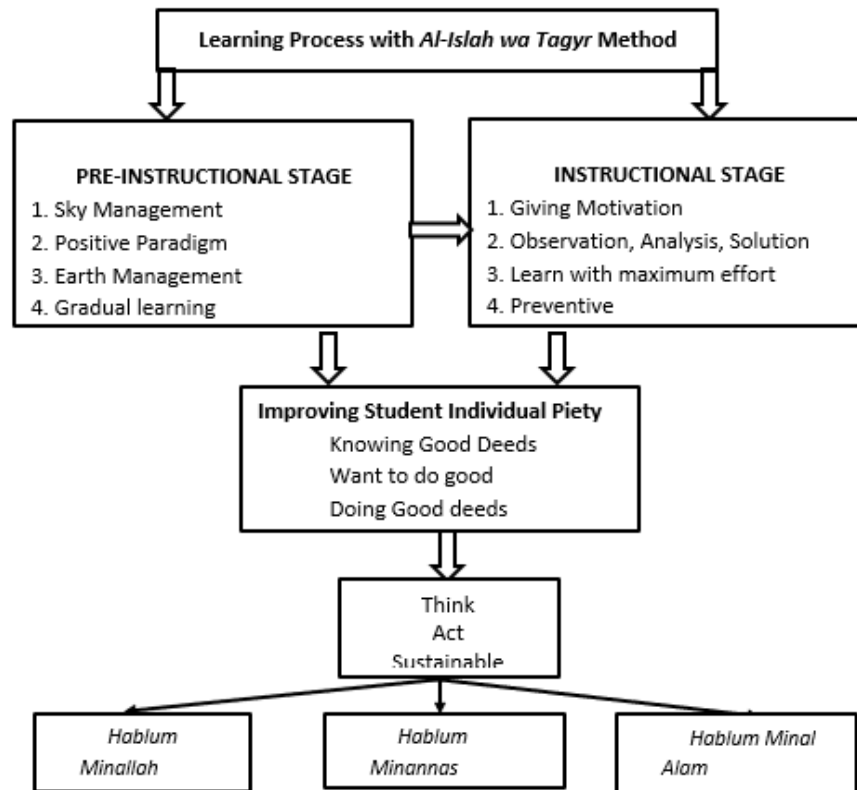 Learning Process with Al-Islah wa Tagyr Method
PRE-INSTRUCTIONAL STAGE
1. Sky Management
2. Positive Paradigm
3. Earth Management
4. Gradual learning
INSTRUCTIONAL STAGE
1. Giving Motivation
2. Observation, Analysis, Solution
3. Learn with maximum effort
4. Preventive
Improving Student Individual Piety
Knowing Good Deeds
Want to do good
Doing Good deeds
Think
Act
Sustainable
Hablum
Minallah
Hablum
Minannas
Hablum Minal
Alam